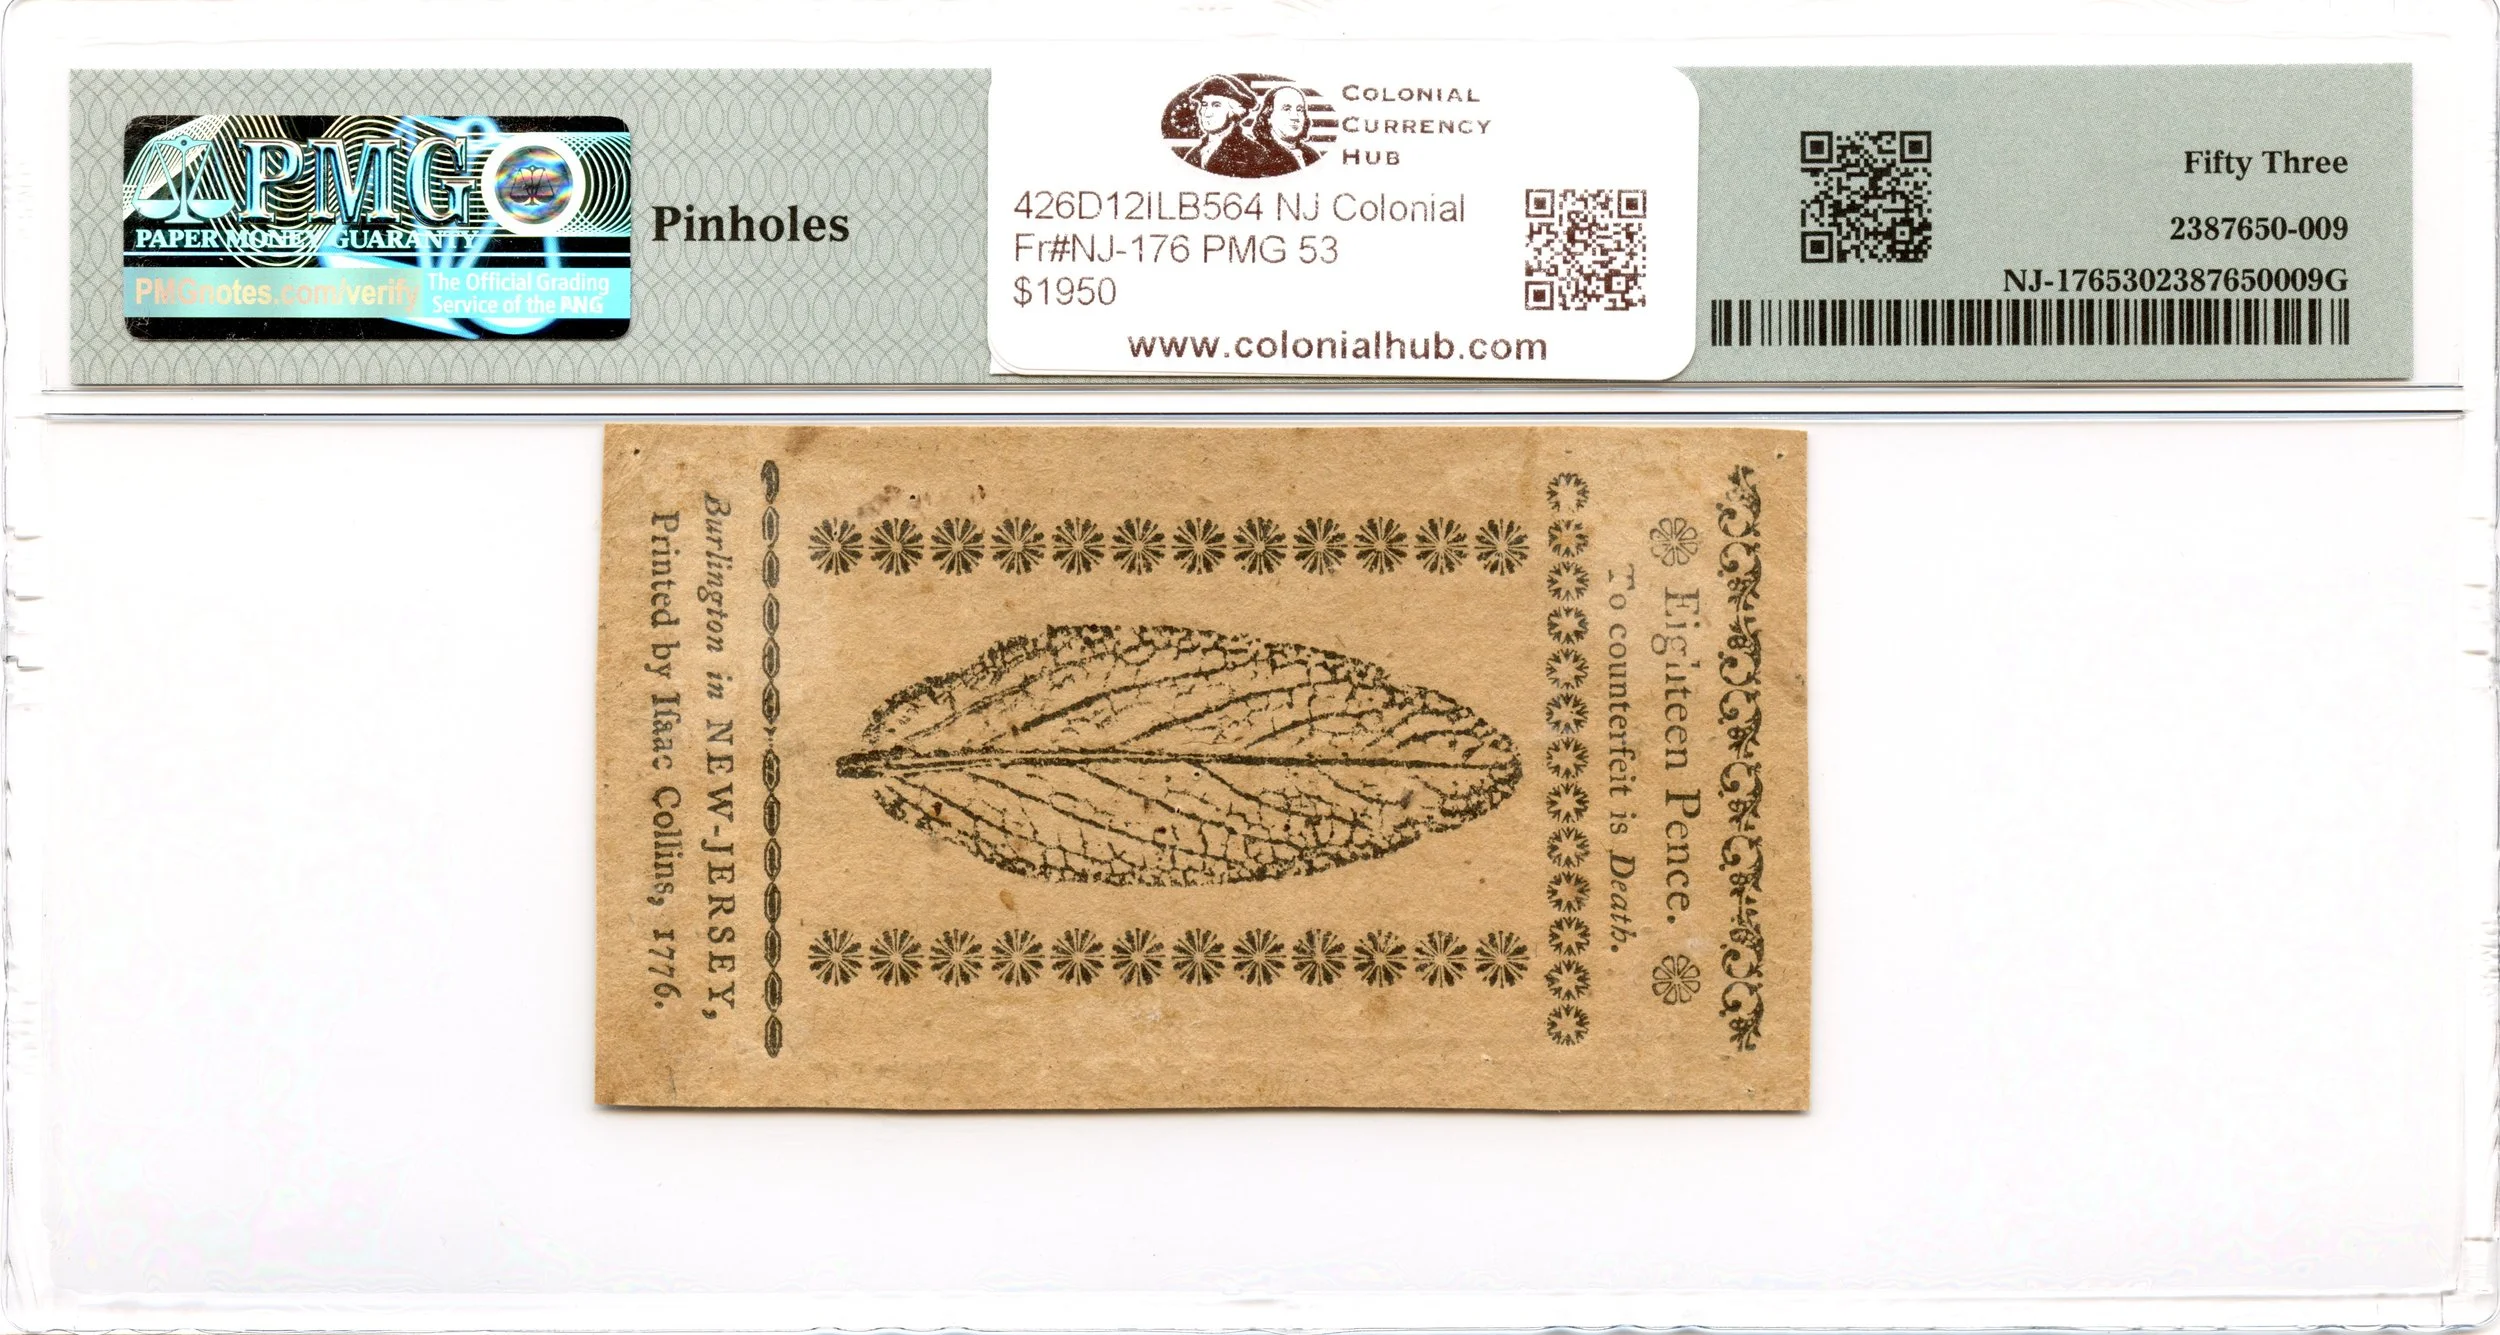 PMG
PAPER MONEY GUARANTY
PMGnotes.com/verify
The Official Grading
Service of the PNG
Pinholes
COLONIAL
CURRENCY
HUB
426D12ILB564 NJ Colonial
Fr#NJ-176 PMG 53
$1950
www.colonialhub.com
Fifty Three
2387650-009
NJ-1765302387650009G
Eighteen Pence.
To counterfeit is Death.
Burlington in NEW-JERSEY,
Printed by Iſaac Collins, 1776.